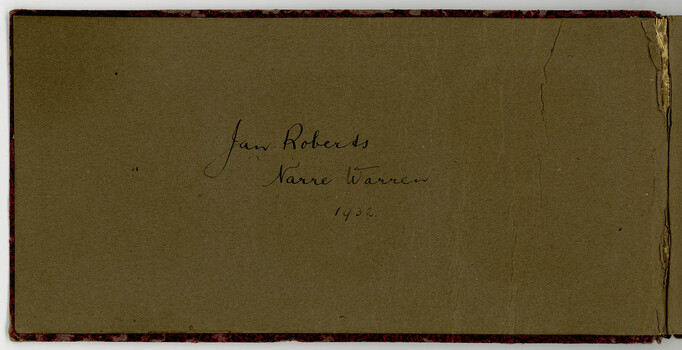 Jan Roberts
Narre Warren
1932.